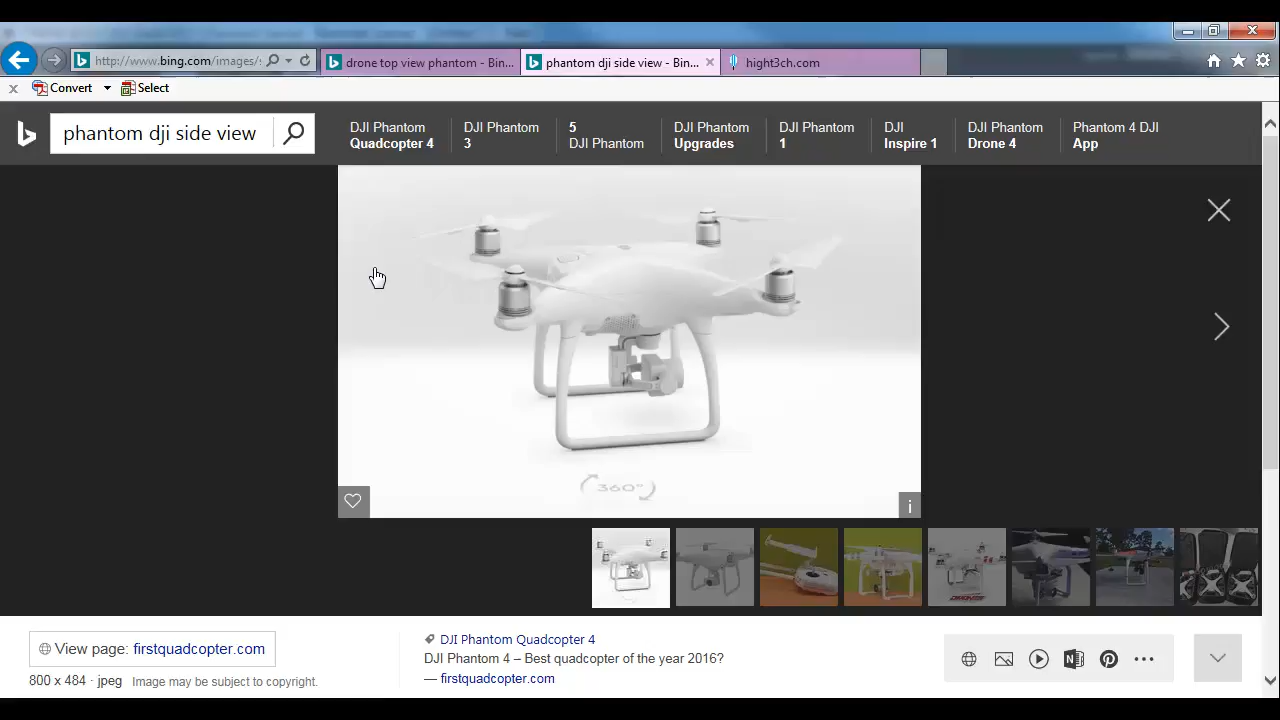 http://www.bing.com/images/s
drone top view phantom - Bin...
phantom dji side view - Bin...
hight3ch.com
Convert
Select
phantom dji side view
DJI Phantom
Quadcopter 4
DJI Phantom
3
5
DJI Phantom
DJI Phantom
Upgrades
DJI Phantom
1
DJI
Inspire 1
DJI Phantom
Drone 4
Phantom 4 DJI
App
360°
View page: firstquadcopter.com
800 x 484 · jpeg Image may be subject to copyright.
DJI Phantom Quadcopter 4
DJI Phantom 4 – Best quadcopter of the year 2016?
— firstquadcopter.com